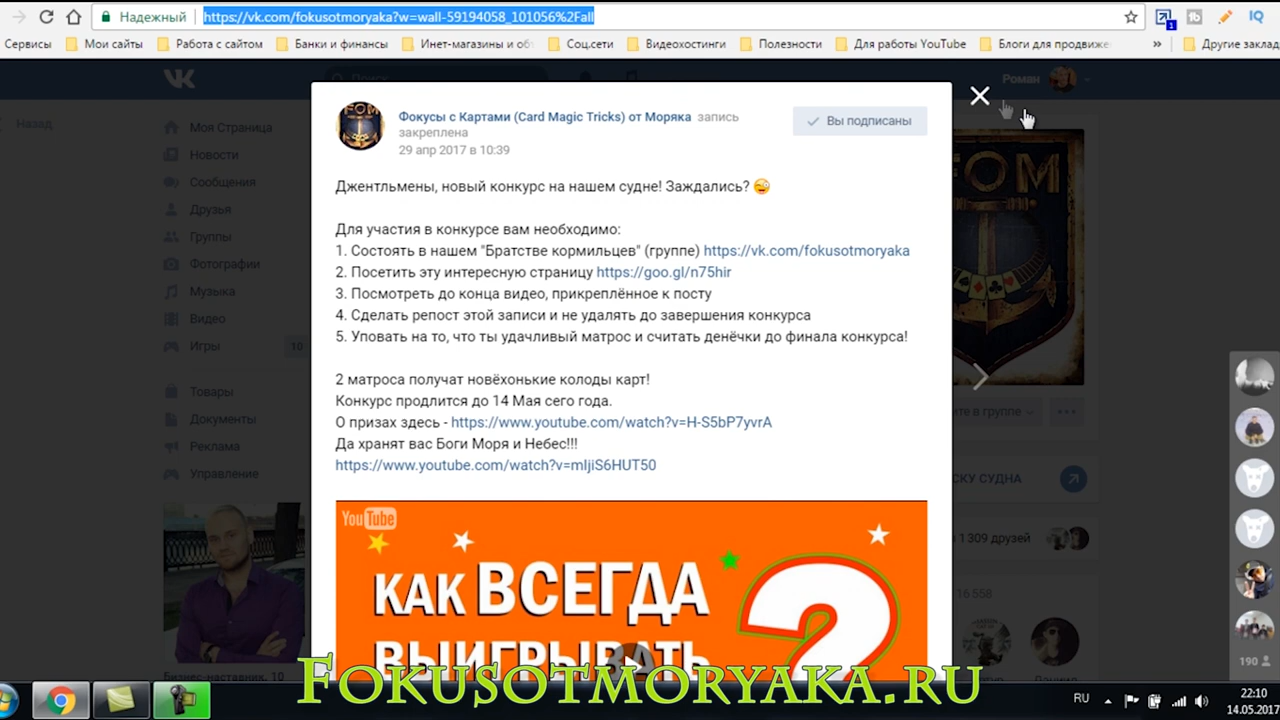 Надежный
https://vk.com/fokusotmoryaka?w=wall-59194058_101056%2Fall
Сервисы
Мои сайты
Работа с сайтом
Банки и финансы
Инет-магазины и об
Соц.сети
Видеохостинги
Полезности
Для работы YouTube
Блоги для продвиже
»
Другие заклад
Поиск
Роман
Назад
Моя Страница
Новости
Сообщения
Друзья
Группы
Фотографии
Музыка
Видео
Игры 10
Товары
Документы
Реклама
Управление
Фокусы с Картами (Card Magic Tricks) от Моряка запись
закреплена
29 апр 2017 в 10:39
Вы подписаны
Джентльмены, новый конкурс на нашем судне! Заждались? 😜
Для участия в конкурсе вам необходимо:
1. Состоять в нашем "Братстве кормильцев" (группе) https://vk.com/fokusotmoryaka
2. Посетить эту интересную страницу https://goo.gl/n75hir
3. Посмотреть до конца видео, прикреплённое к посту
4. Сделать репост этой записи и не удалять до завершения конкурса
5. Уповать на то, что ты удачливый матрос и считать денёчки до финала конкурса!
2 матроса получат новёхонькие колоды карт!
Конкурс продлится до 14 Мая сего года.
О призах здесь - https://www.youtube.com/watch?v=H-S5bP7yvrA
Да хранят вас Боги Моря и Небес!!!
https://www.youtube.com/watch?v=mIjiS6HUT50
YouTube
КАК ВСЕГДА
ВЫИГРЫВАТЬ
?
FOM
FOM
те в группе
СКУ СУДНА
1 309 друзей
16 558
190
Бизнес-наставник. 10
Fokusotmoryaka.ru
RU
22:10
14.05.2017